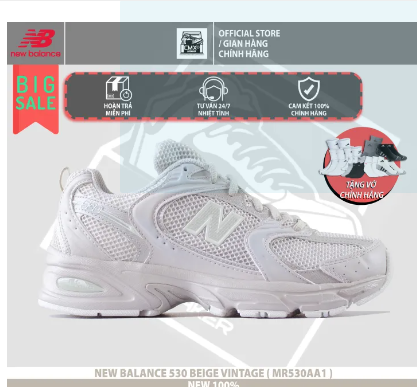 new balance
OFFICIAL STORE
/ GIAN HÀNG
CHÍNH HÃNG
BIG
SALE
HOÀN TRẢ
MIỄN PHÍ
TƯ VẤN 24/7
NHIỆT TÌNH
CAM KẾT 100%
CHÍNH HÃNG
TẶNG VỚ
CHÍNH HÃNG
N
NEW BALANCE 530 BEIGE VINTAGE ( MR530AA1 )
NEW 100%